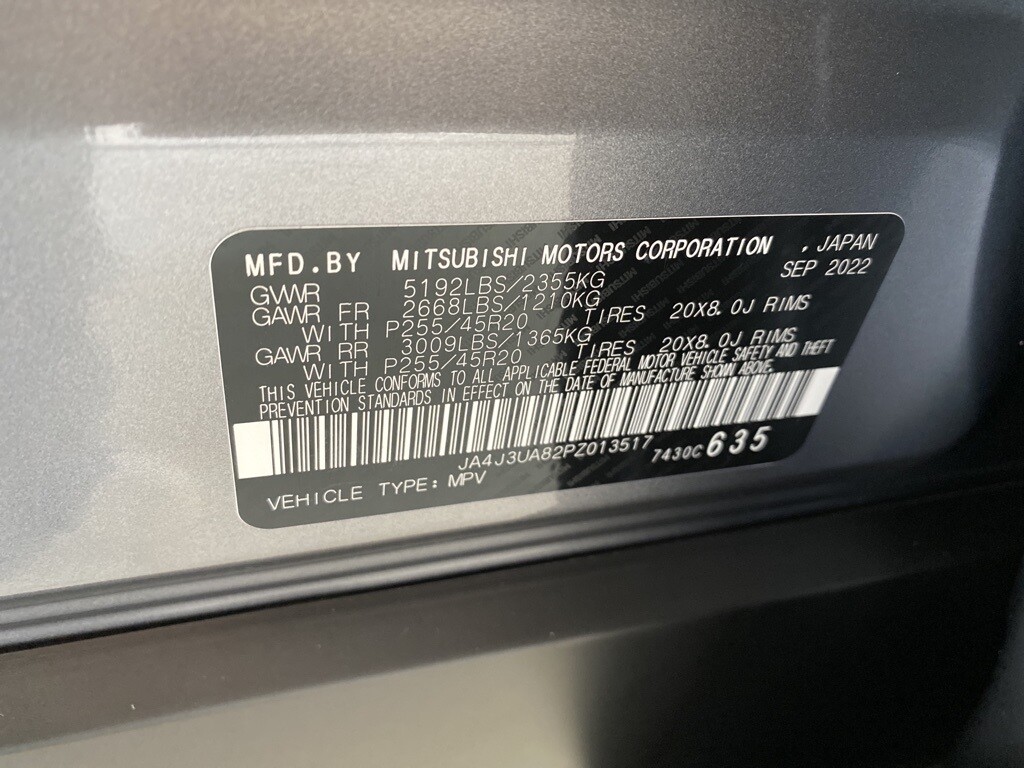 MFD.BY MITSUBISHI MOTORS CORPORATION , JAPAN
SEP 2022
GVWR 5192LBS/2355KG
GAWR FR 2668LBS/1210KG
WITH P255/45R20 TIRES 20X8.0J RIMS
GAWR RR 3009LBS/1365KG
WITH P255/45R20 TIRES 20X8.0J RIMS
THIS VEHICLE CONFORMS TO ALL APPLICABLE FEDERAL MOTOR VEHICLE SAFETY AND THEFT
PREVENTION STANDARDS IN EFFECT ON THE DATE OF MANUFACTURE SHOWN ABOVE.
JA4J3UA82PZ013517 7430C 635
VEHICLE TYPE: MPV